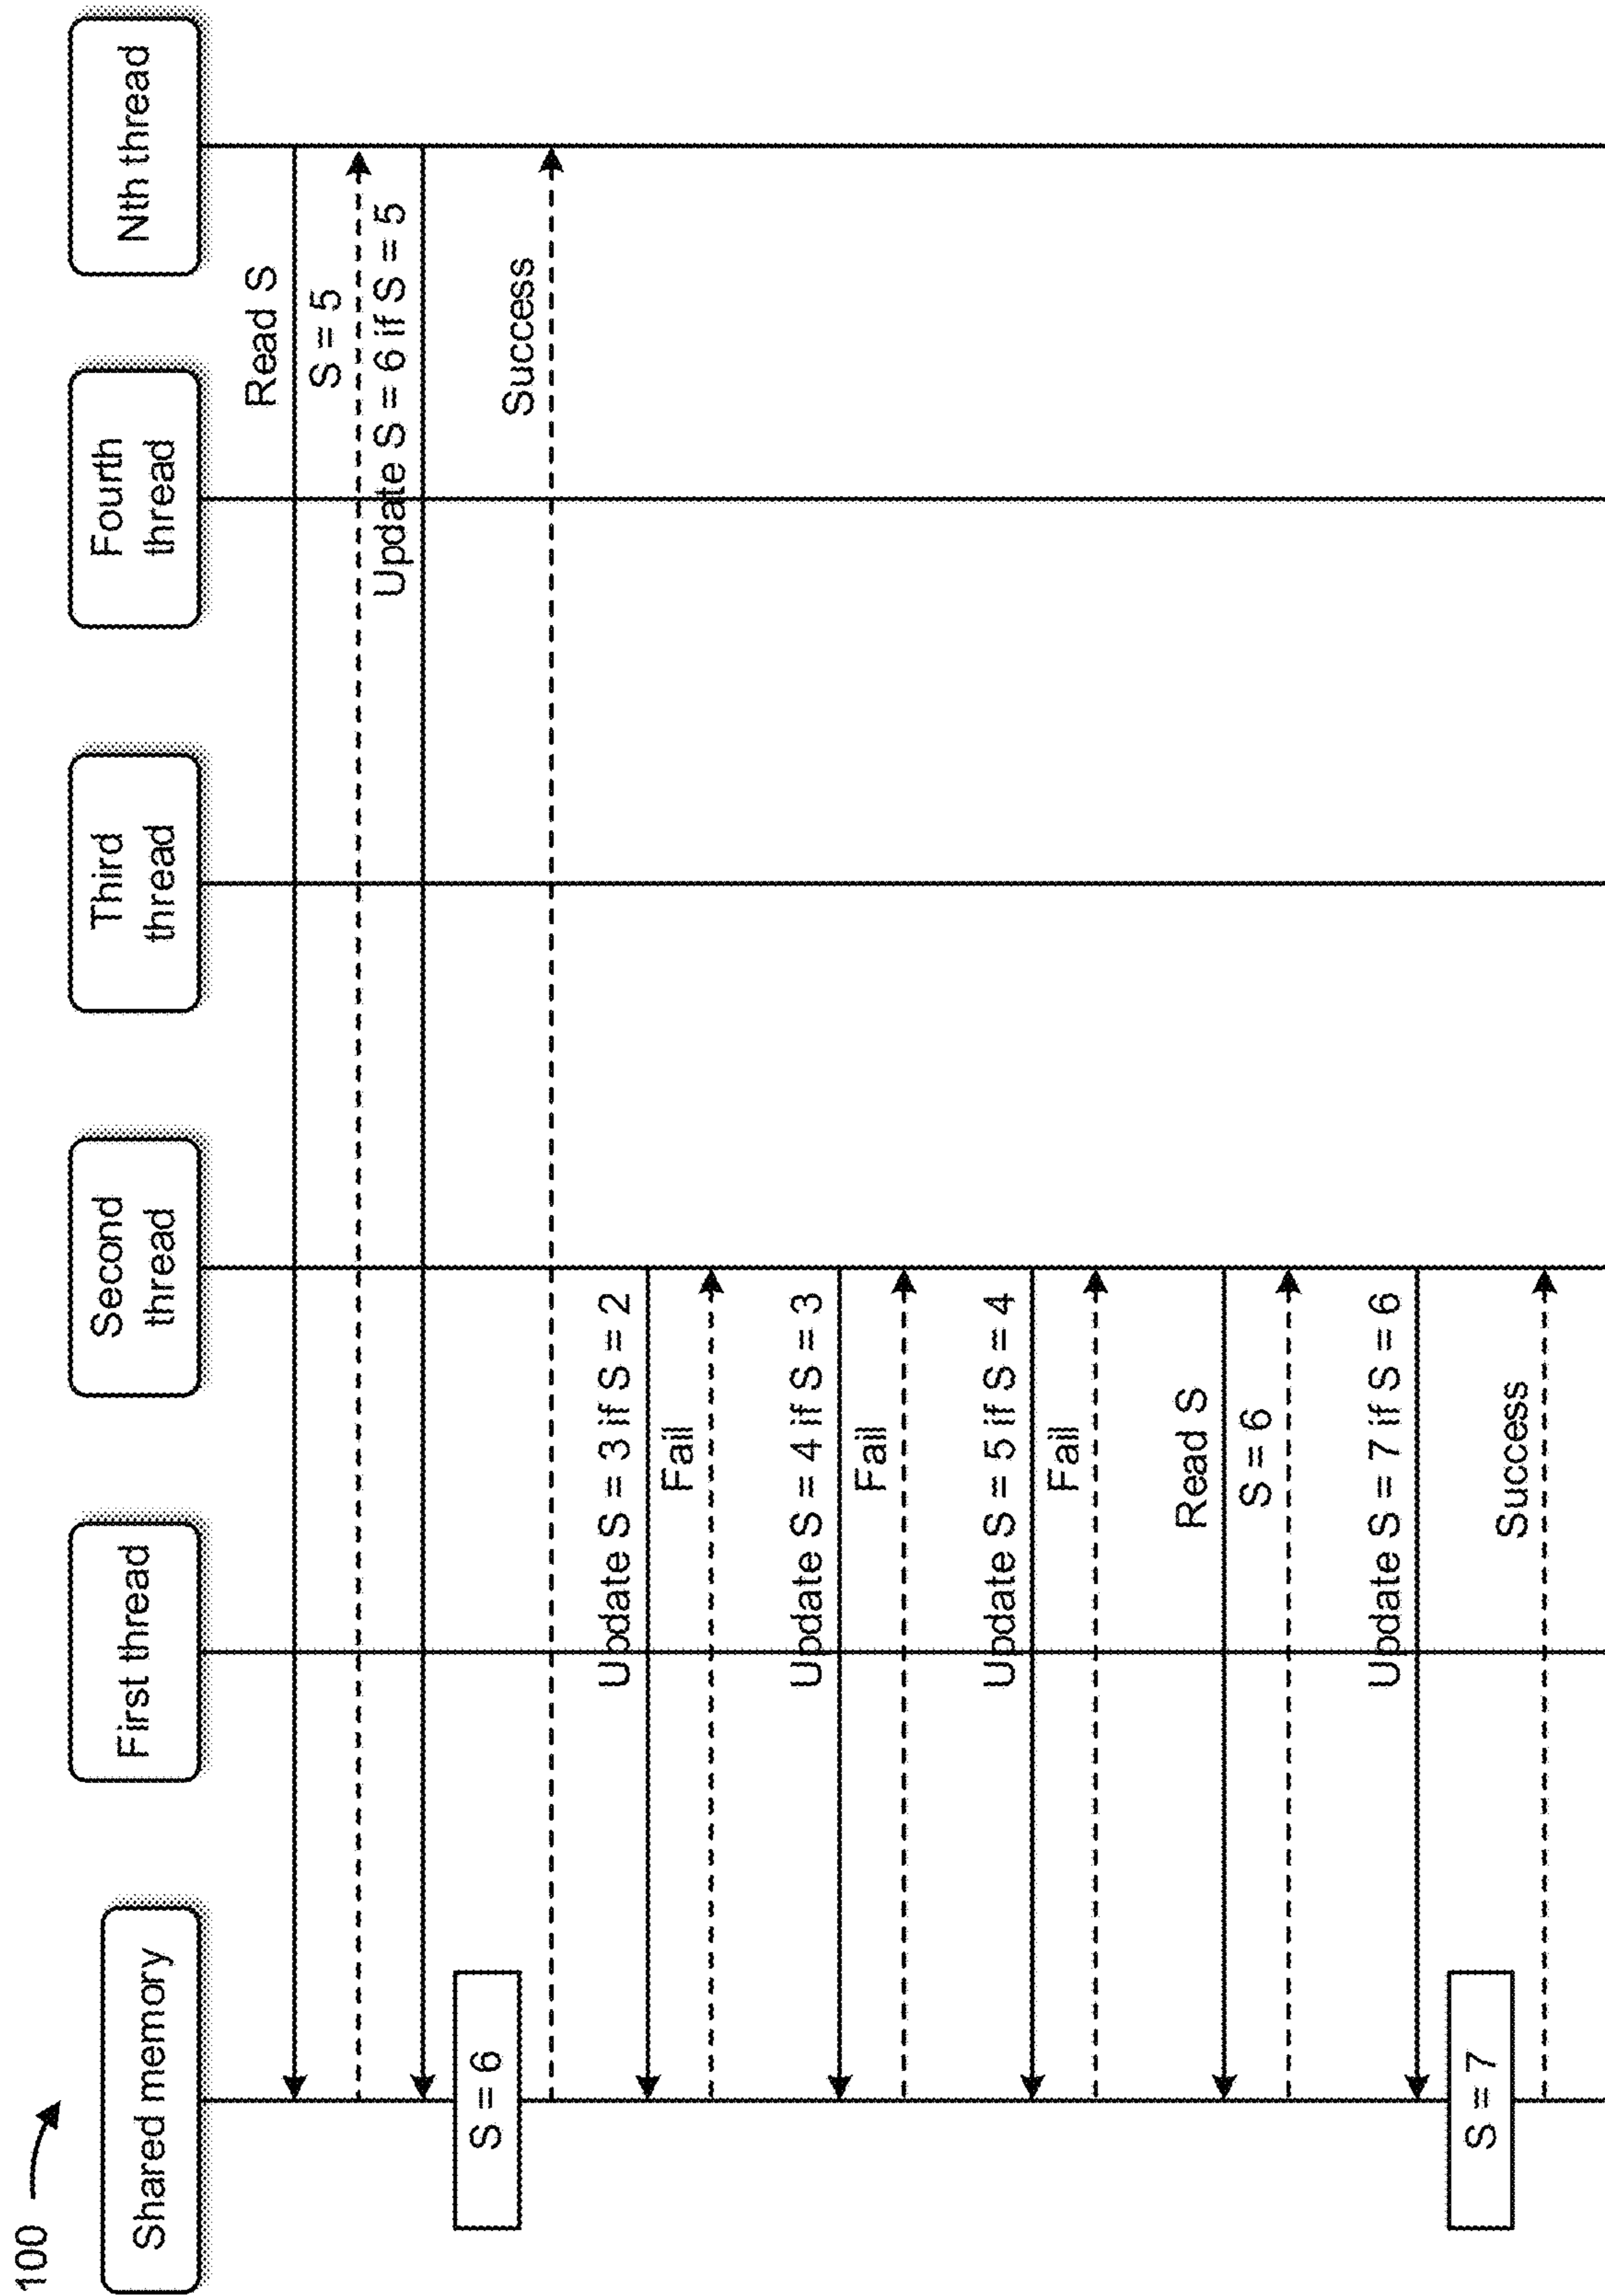 100
Shared memory
First thread
Second
thread
Third
thread
Fourth
thread
Nth thread
Read S
S = 5
Update S = 6 if S = 5
S = 6
Success
Update S = 3 if S = 2
Fail
Update S = 4 if S = 3
Fail
Update S = 5 if S = 4
Fail
Read S
S = 6
Update S = 7 if S = 6
S = 7
Success